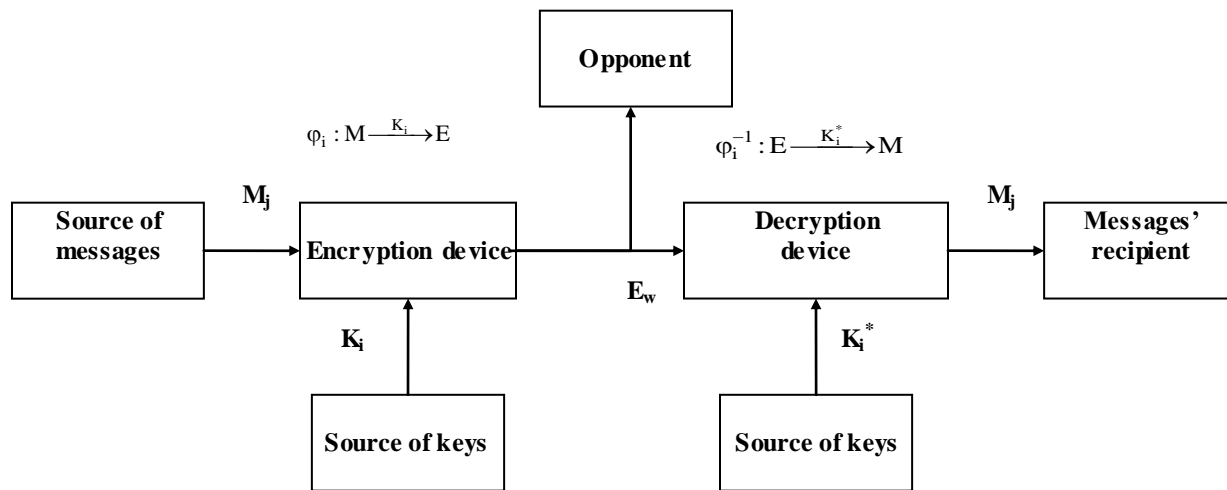 Opponent
φᵢ : M —Kᵢ→ E
φᵢ⁻¹ : E —Kᵢ*→ M
Mⱼ
Mⱼ
Source of
messages
Encryption device
Decryption
device
Messages’
recipient
E_w
Kᵢ
Kᵢ*
Source of keys
Source of keys